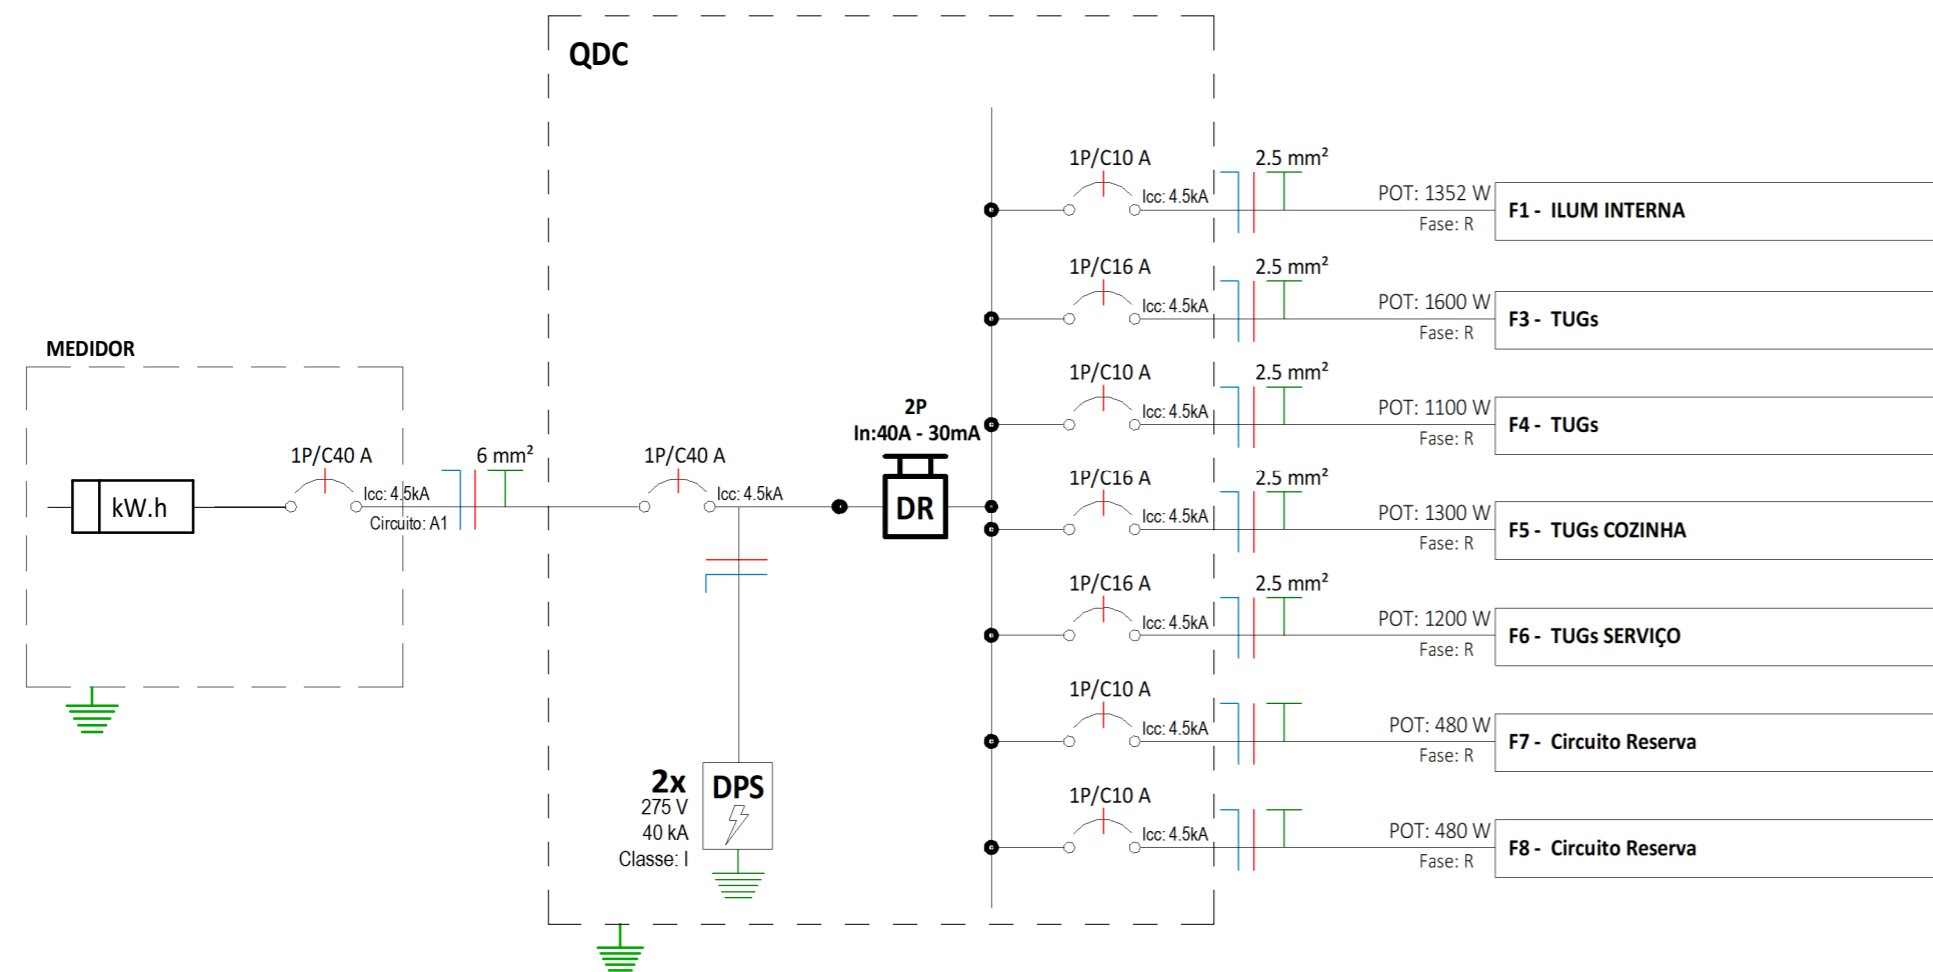 QDC
MEDIDOR
kW.h
1P/C40 A
Icc: 4.5kA
Circuito: A1
6 mm²
1P/C40 A
Icc: 4.5kA
2x
275 V
40 kA
Classe: I
DPS
2P
In:40A - 30mA
DR
1P/C10 A
Icc: 4.5kA
2.5 mm²
POT: 1352 W
Fase: R
F1 - ILUM INTERNA
1P/C16 A
Icc: 4.5kA
2.5 mm²
POT: 1600 W
Fase: R
F3 - TUGs
1P/C10 A
Icc: 4.5kA
2.5 mm²
POT: 1100 W
Fase: R
F4 - TUGs
1P/C16 A
Icc: 4.5kA
2.5 mm²
POT: 1300 W
Fase: R
F5 - TUGs COZINHA
1P/C16 A
Icc: 4.5kA
2.5 mm²
POT: 1200 W
Fase: R
F6 - TUGs SERVIÇO
1P/C10 A
Icc: 4.5kA
POT: 480 W
Fase: R
F7 - Circuito Reserva
1P/C10 A
Icc: 4.5kA
POT: 480 W
Fase: R
F8 - Circuito Reserva